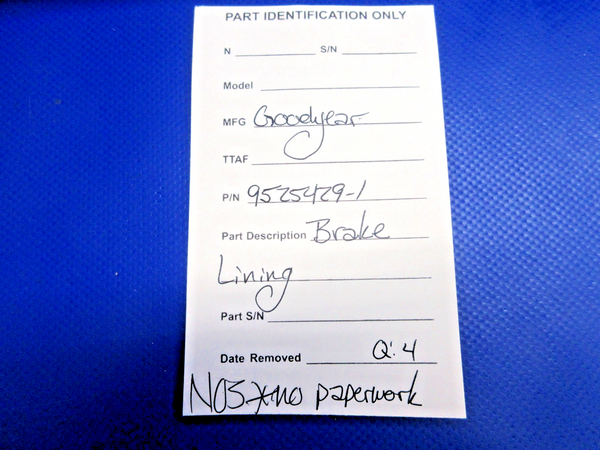 PART IDENTIFICATION ONLY
N S/N
Model
MFG Goodyear
TTAF
P/N 9525429-1
Part Description Brake
Lining
Part S/N
Date Removed Q:4
NOS no paperwork